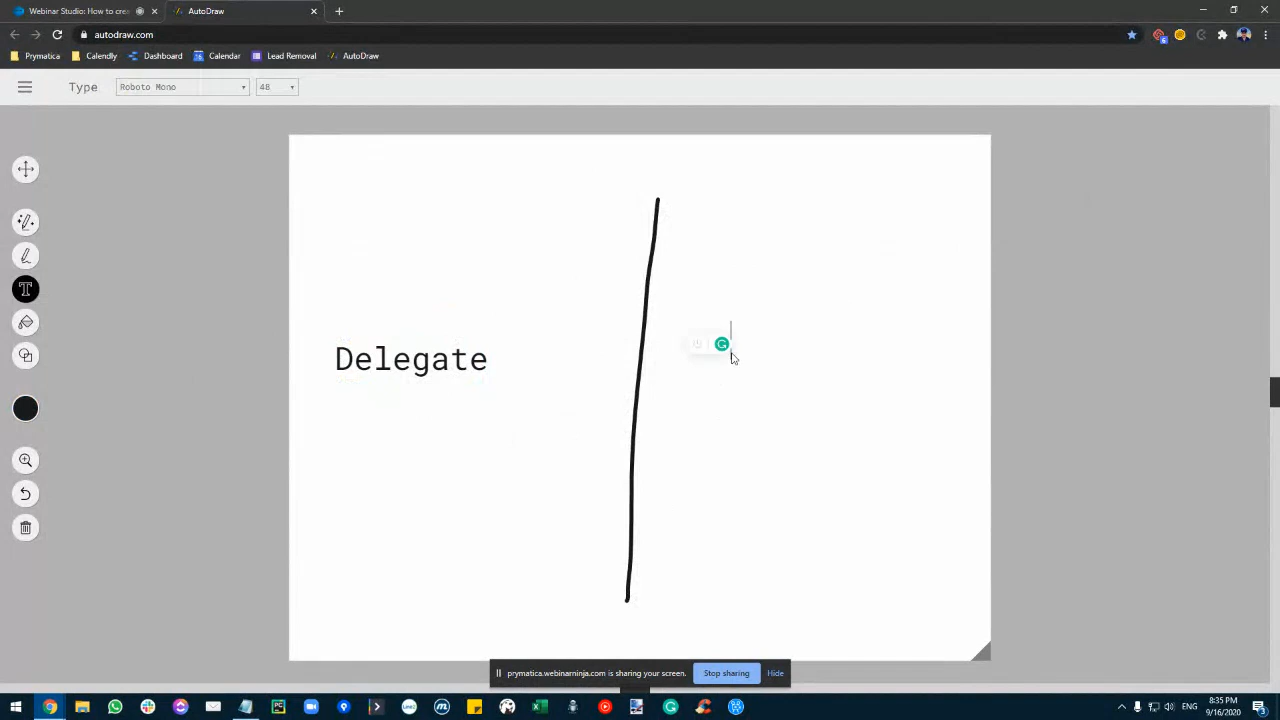 Webinar Studio: How to crea
AutoDraw
autodraw.com
Prymatica
Calendly
Dashboard
Calendar
Lead Removal
AutoDraw
Type
Roboto Mono
48
Delegate
prymatica.webinarninja.com is sharing your screen.
Stop sharing
Hide
ENG
8:35 PM
9/16/2020